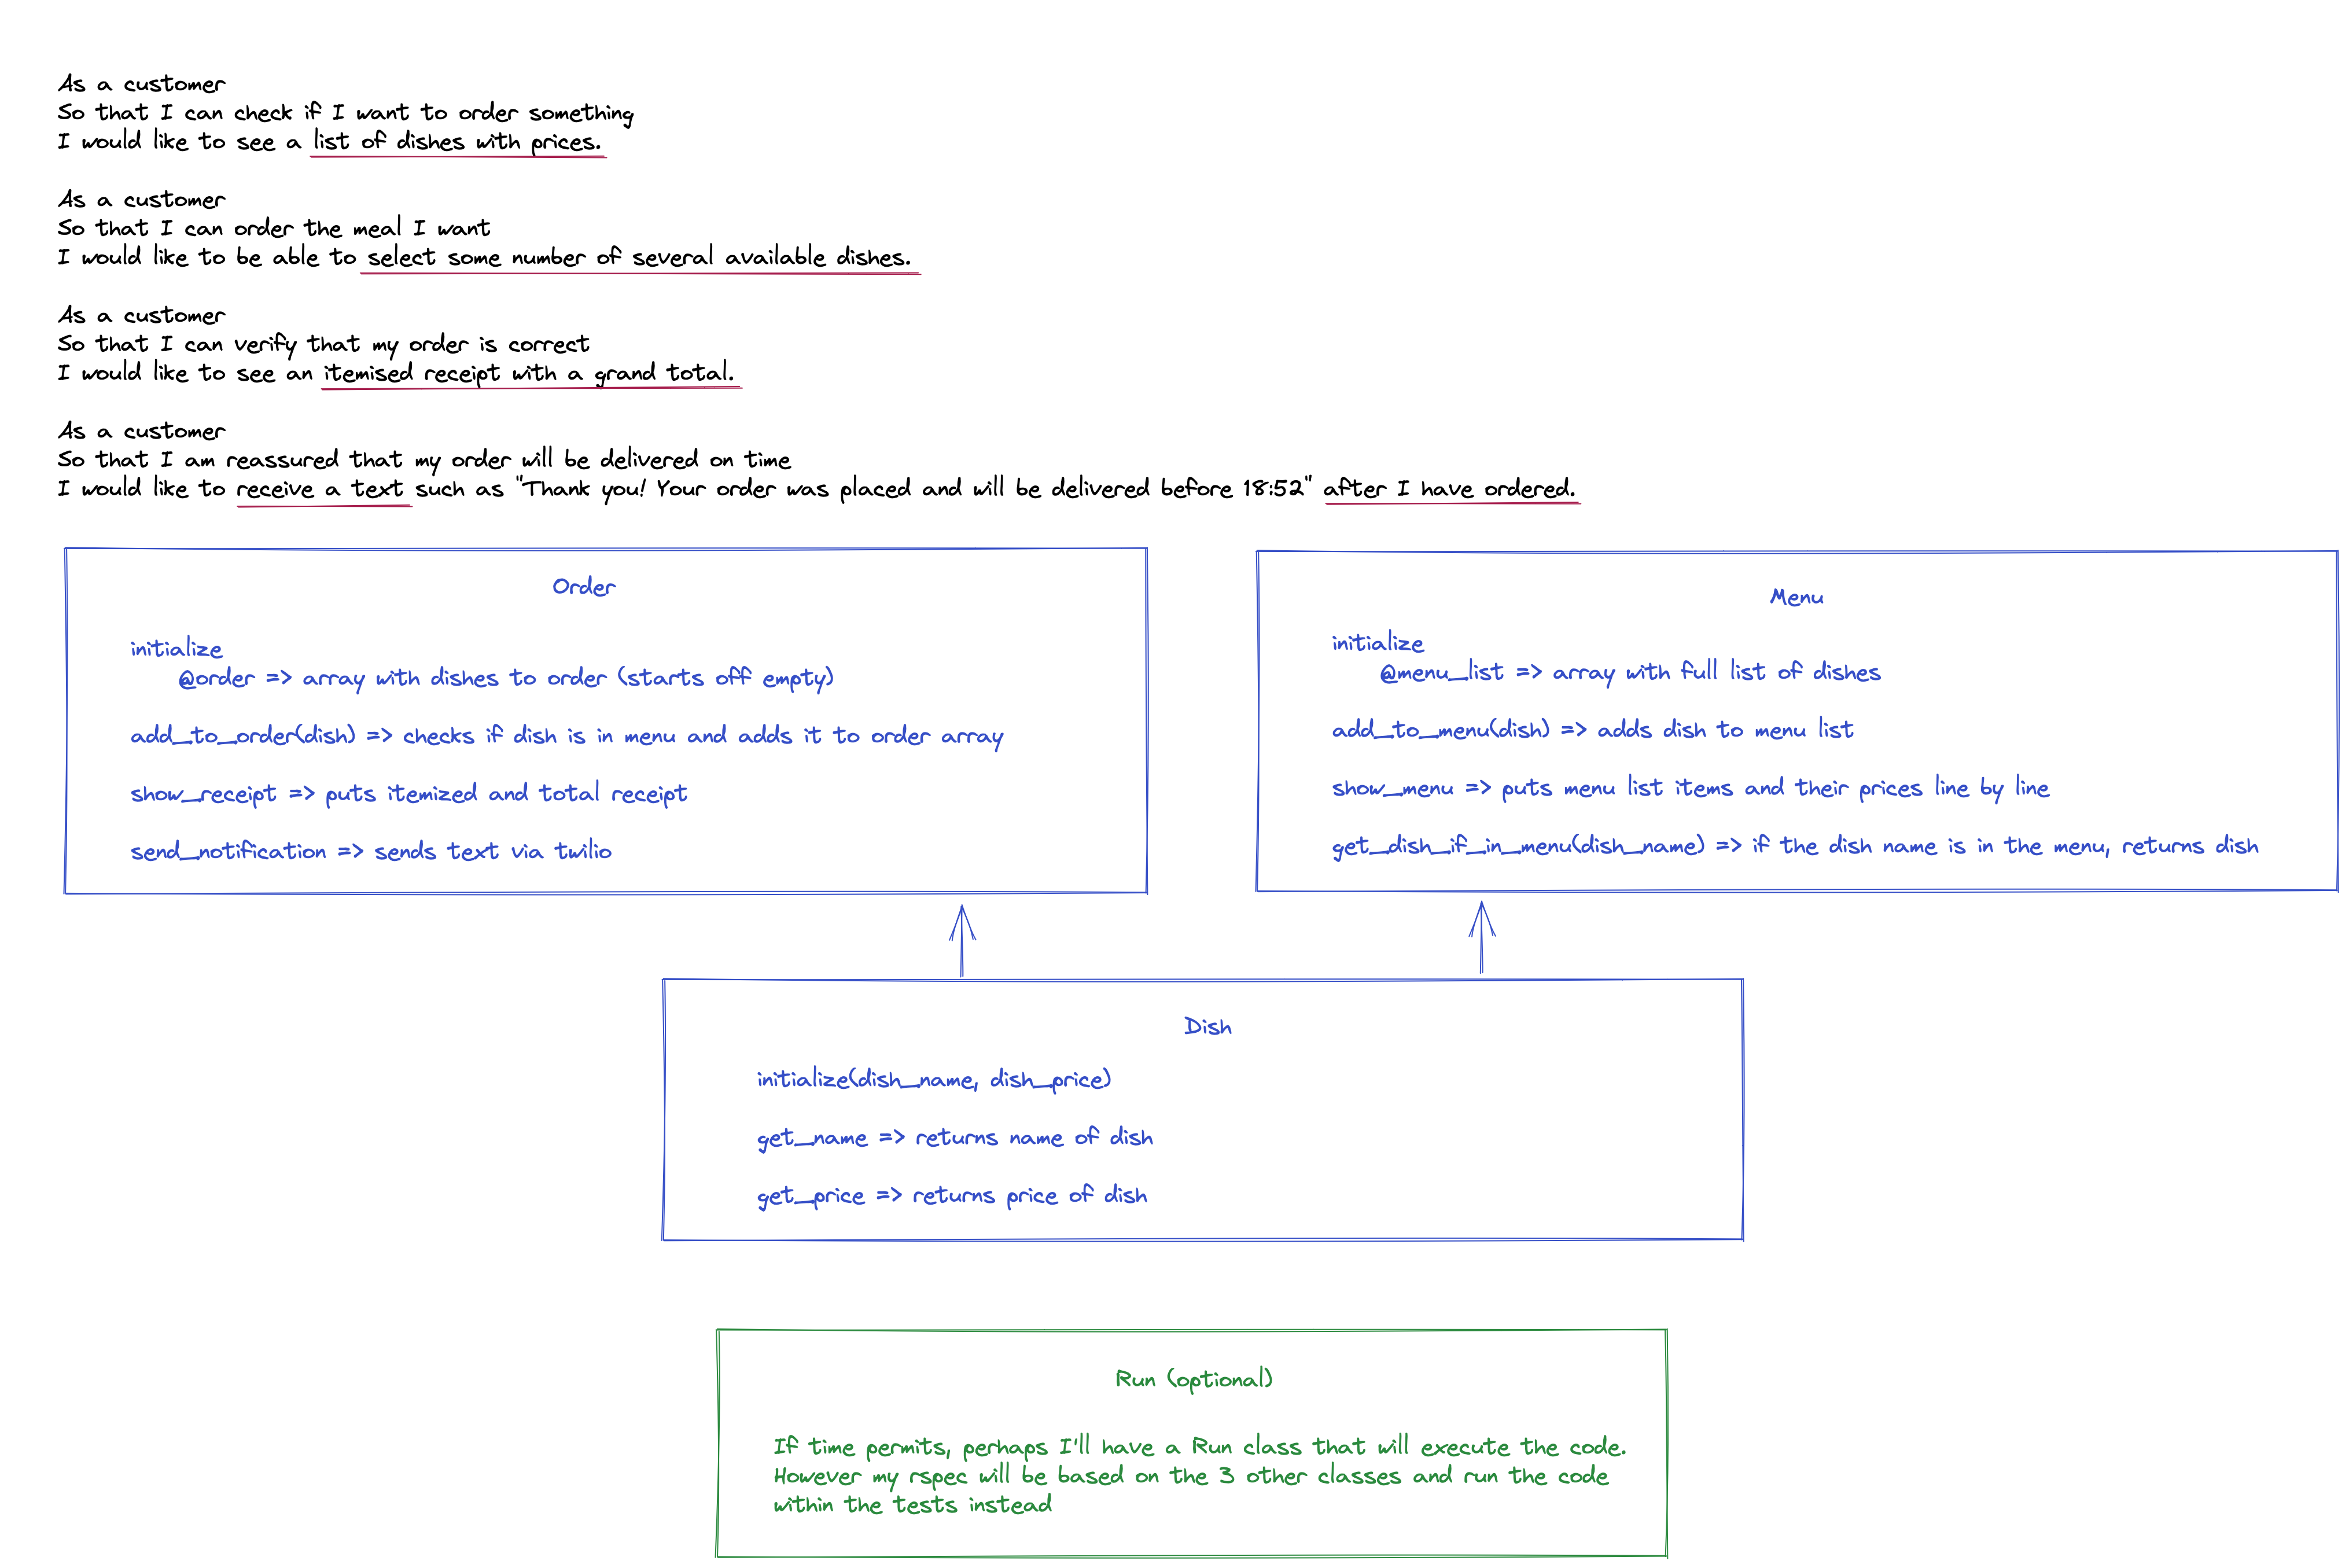 As a customer
So that I can check if I want to order something
I would like to see a list of dishes with prices.
As a customer
So that I can order the meal I want
I would like to be able to select some number of several available dishes.
As a customer
So that I can verify that my order is correct
I would like to see an itemised receipt with a grand total.
As a customer
So that I am reassured that my order will be delivered on time
I would like to receive a text such as "Thank you! Your order was placed and will be delivered before 18:52" after I have ordered.
Order
initialize
@order => array with dishes to order (starts off empty)
add_to_order(dish) => checks if dish is in menu and adds it to order array
show_receipt => puts itemized and total receipt
send_notification => sends text via twilio
Menu
initialize
@menu_list => array with full list of dishes
add_to_menu(dish) => adds dish to menu list
show_menu => puts menu list items and their prices line by line
get_dish_if_in_menu(dish_name) => if the dish name is in the menu, returns dish
Dish
initialize(dish_name, dish_price)
get_name => returns name of dish
get_price => returns price of dish
Run (optional)
If time permits, perhaps I'll have a Run class that will execute the code.
However my rspec will be based on the 3 other classes and run the code
within the tests instead